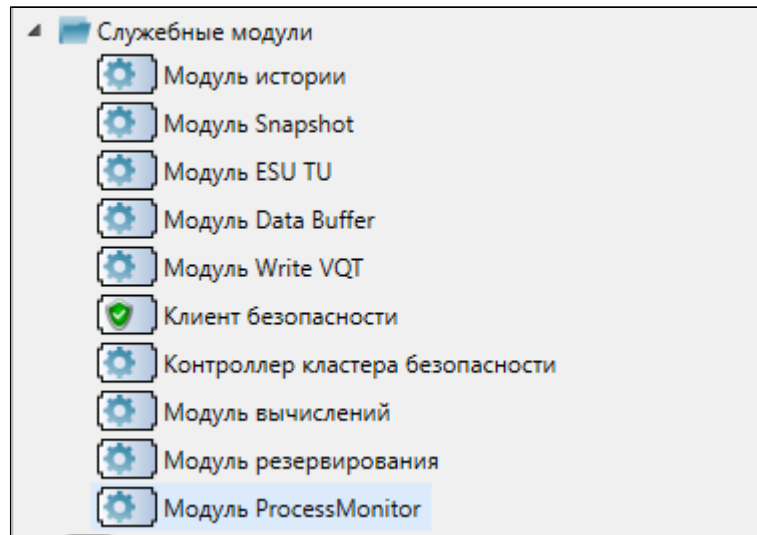 Служебные модули
Модуль истории
Модуль Snapshot
Модуль ESU TU
Модуль Data Buffer
Модуль Write VQT
Клиент безопасности
Контроллер кластера безопасности
Модуль вычислений
Модуль резервирования
Модуль ProcessMonitor